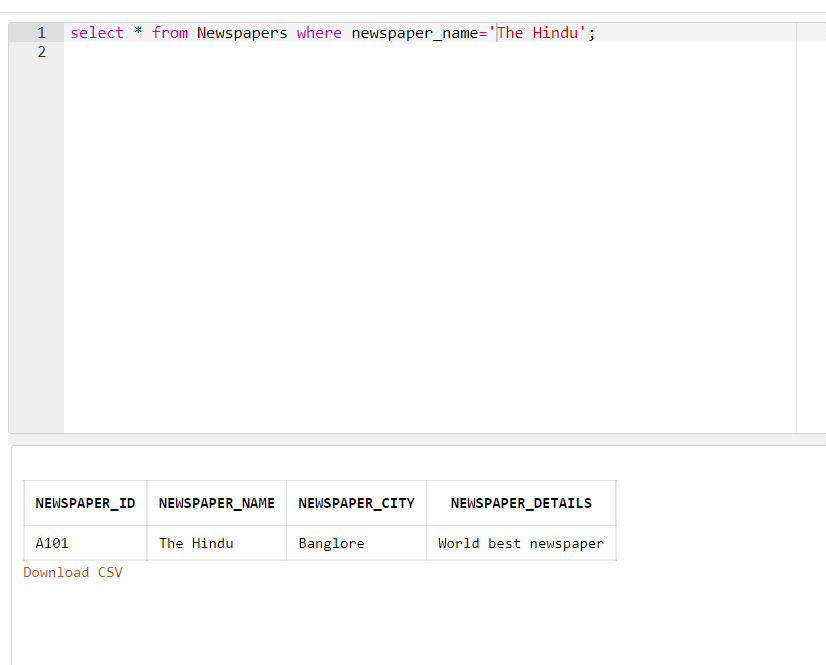 1 select * from Newspapers where newspaper_name='The Hindu';
2
NEWSPAPER_ID NEWSPAPER_NAME NEWSPAPER_CITY NEWSPAPER_DETAILS
A101 The Hindu Banglore World best newspaper
Download CSV